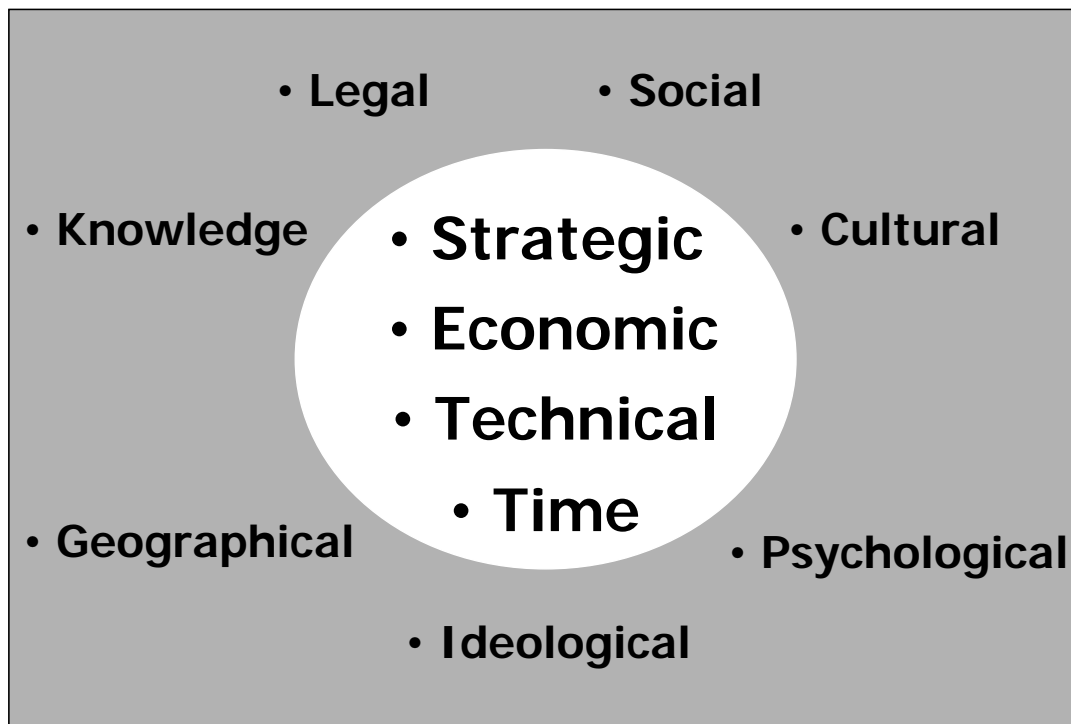 • Legal
• Social
• Knowledge
• Strategic
• Cultural
• Economic
• Technical
• Time
• Geographical
• Psychological
• Ideological